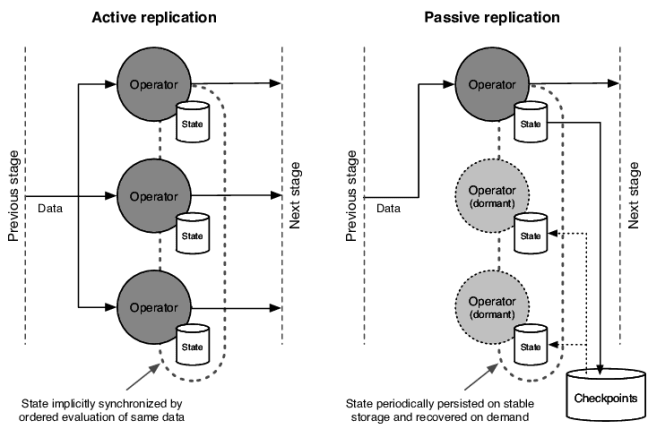 Active replication
Previous stage
Data
Operator
State
Operator
State
Operator
State
Next stage
State implicitly synchronized by
ordered evaluation of same data
Passive replication
Previous stage
Data
Operator
State
Operator
(dormant)
State
Operator
(dormant)
State
Next stage
Checkpoints
State periodically persisted on stable
storage and recovered on demand